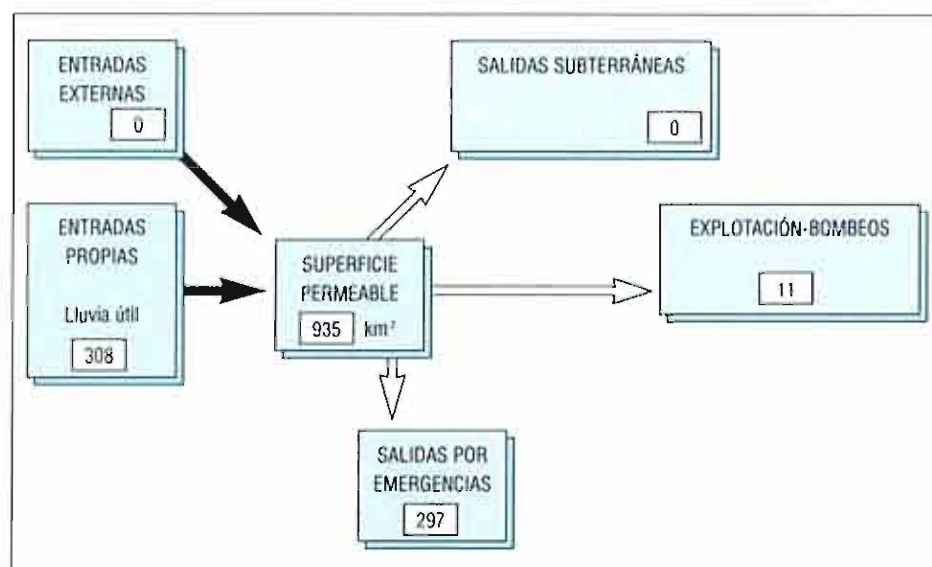 ENTRADAS
EXTERNAS
0
SALIDAS SUBTERRÁNEAS
0
ENTRADAS
PROPIAS
Lluvia útil
308
SUPERFICIE
PERMEABLE
935 km²
EXPLOTACIÓN-BOMBEOS
11
SALIDAS POR
EMERGENCIAS
297